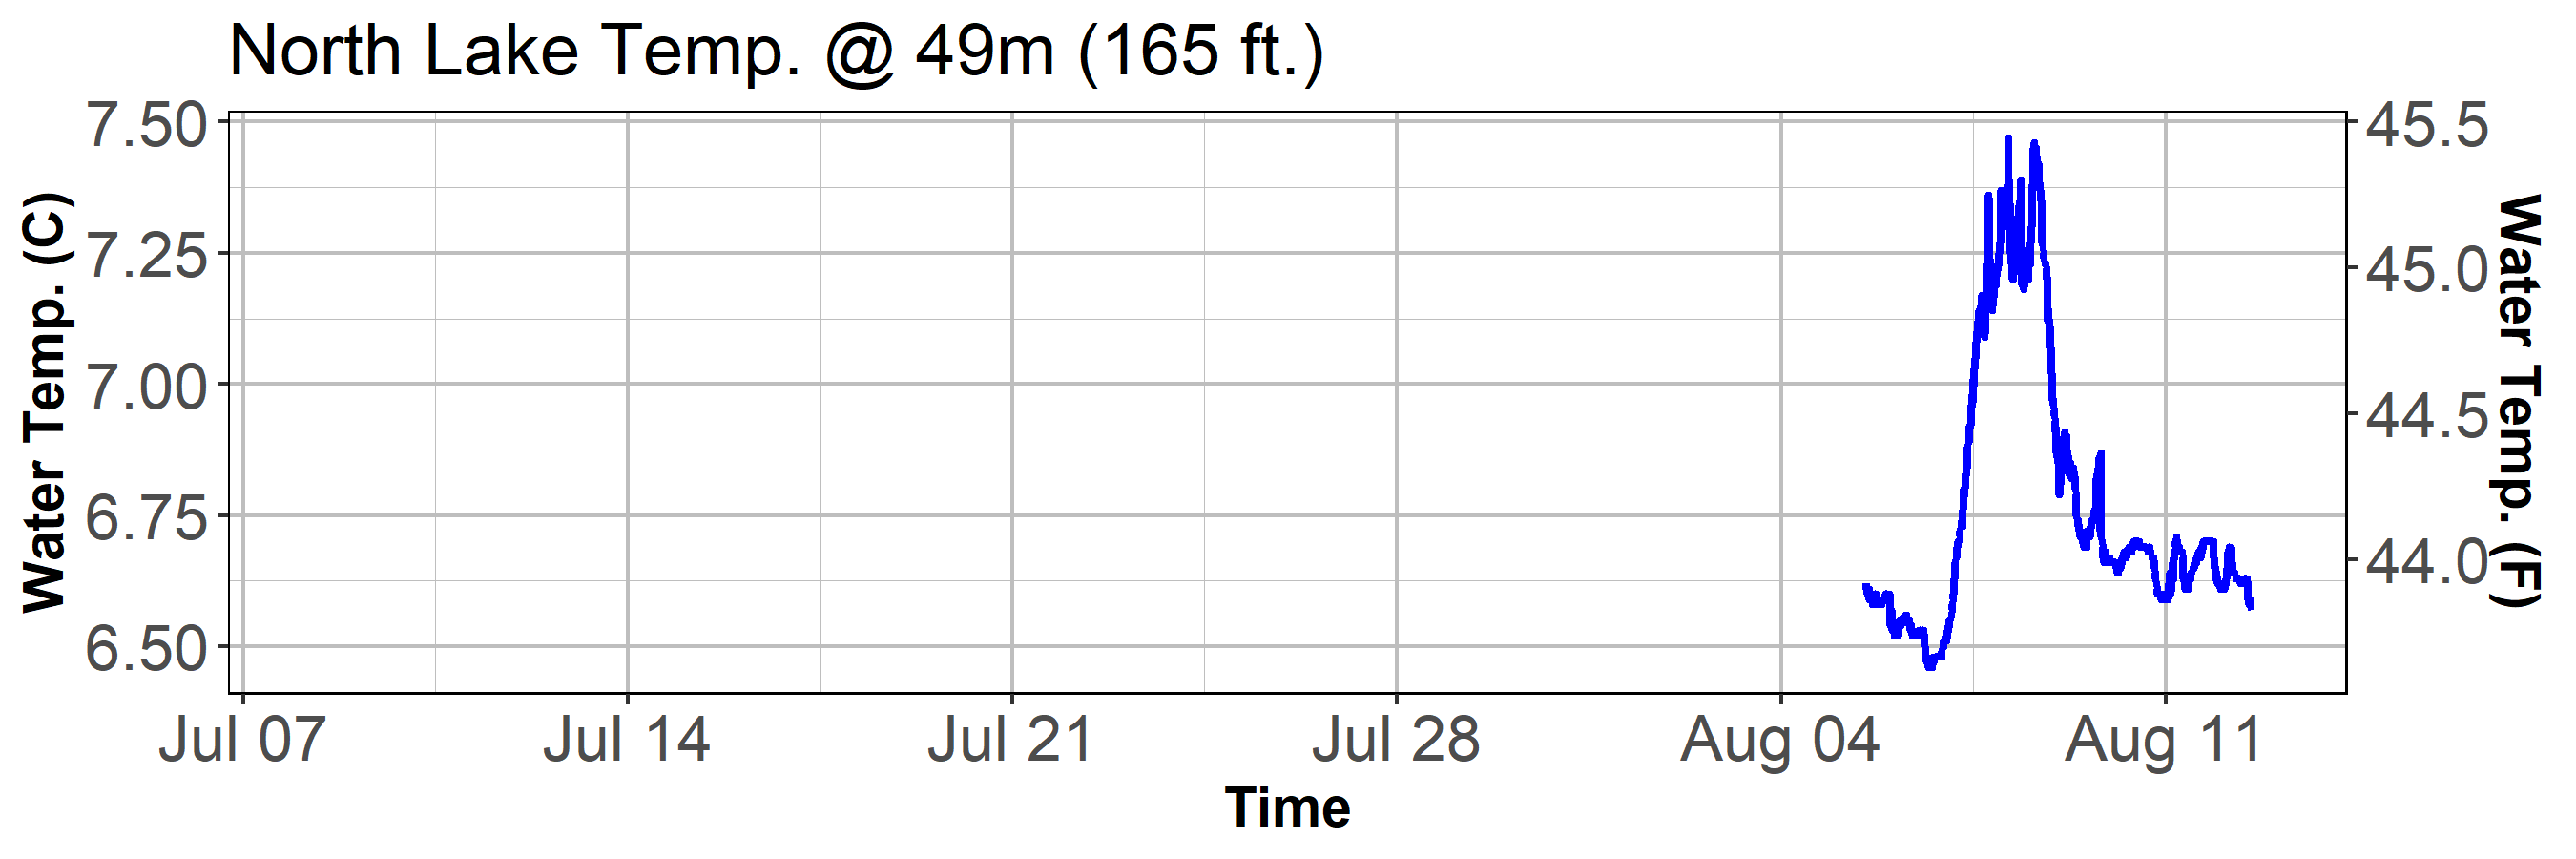 North Lake Temp. @ 49m (165 ft.)
Water Temp. (C)
7.50
7.25
7.00
6.75
6.50
45.5
45.0
44.5
44.0
Water Temp. (F)
Jul 07 Jul 14 Jul 21 Jul 28 Aug 04 Aug 11
Time